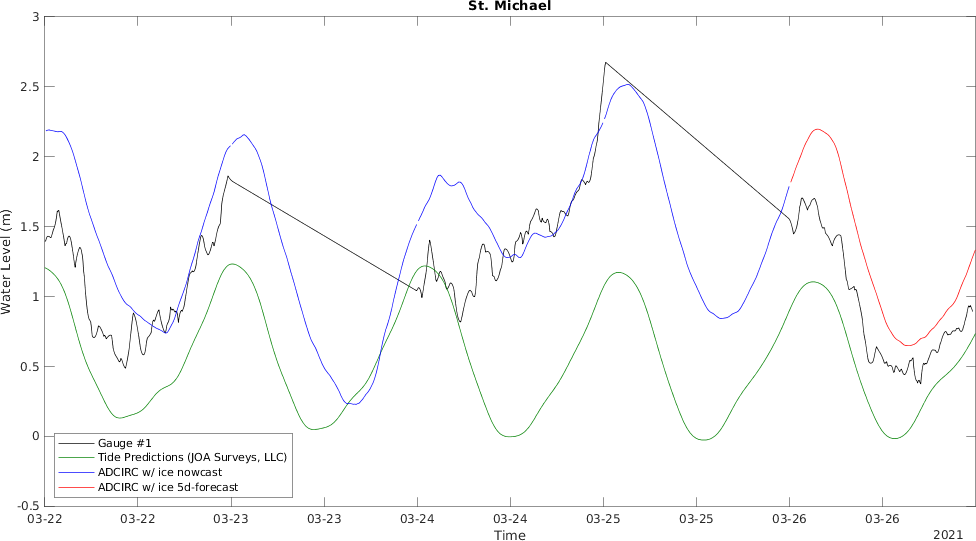 St. Michael
3
2.5
2
1.5
1
0.5
0
-0.5
Water Level (m)
Gauge #1
Tide Predictions (JOA Surveys, LLC)
ADCIRC w/ ice nowcast
ADCIRC w/ ice 5d-forecast
03-22 03-22 03-23 03-23 03-24 03-24 03-25 03-25 03-26 03-26
Time
2021